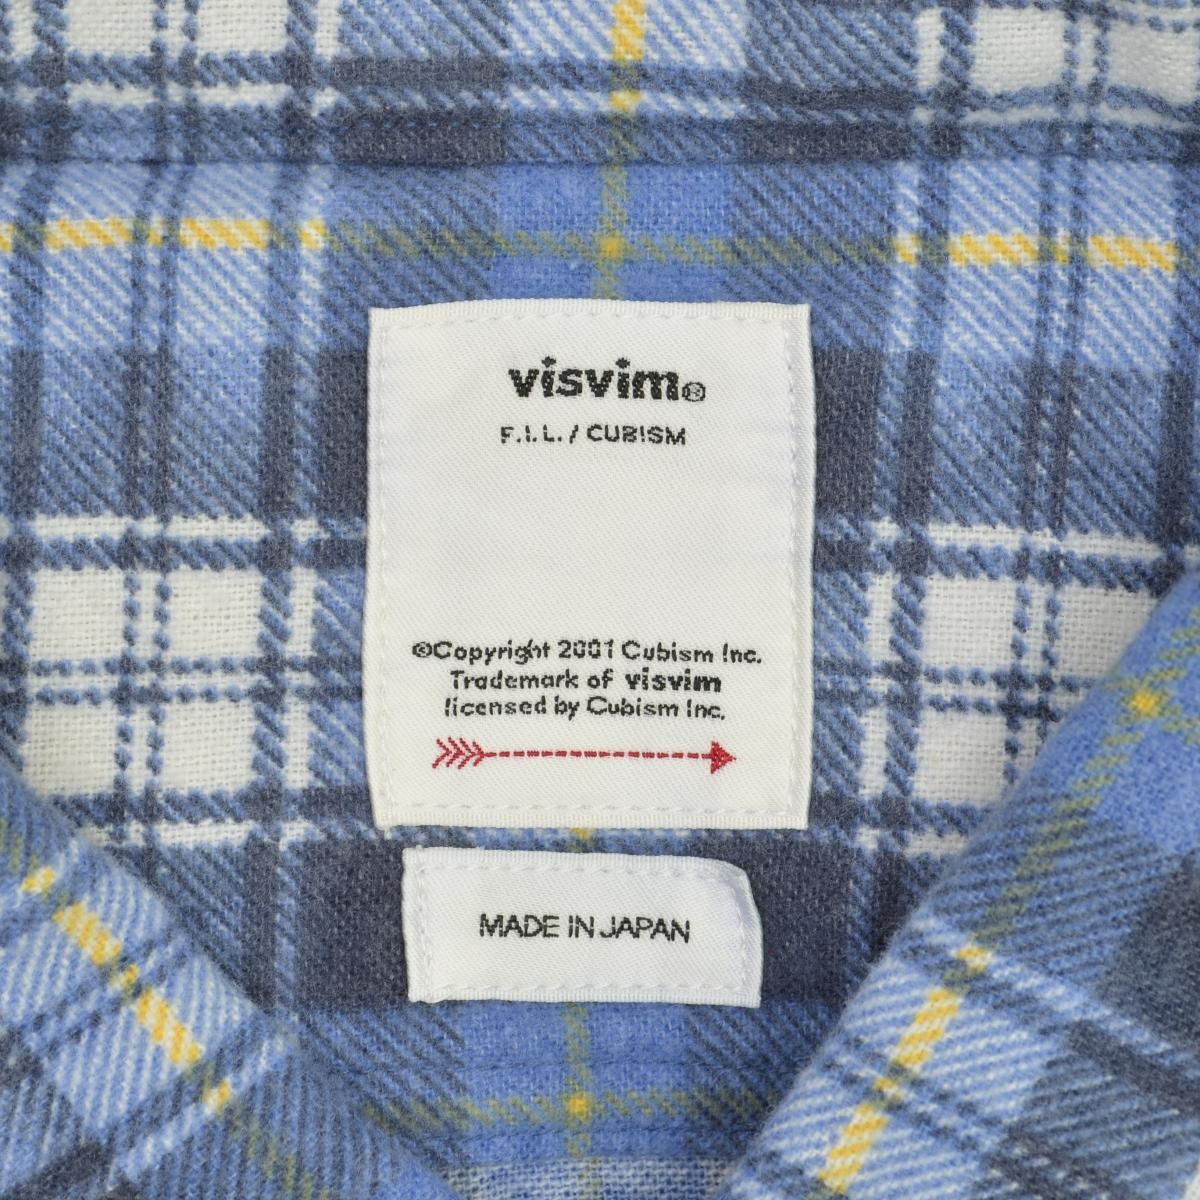 visvim®
F.I.L. / CUBISM
©Copyright 2001 Cubism Inc.
Trademark of visvim
licensed by Cubism Inc.
MADE IN JAPAN